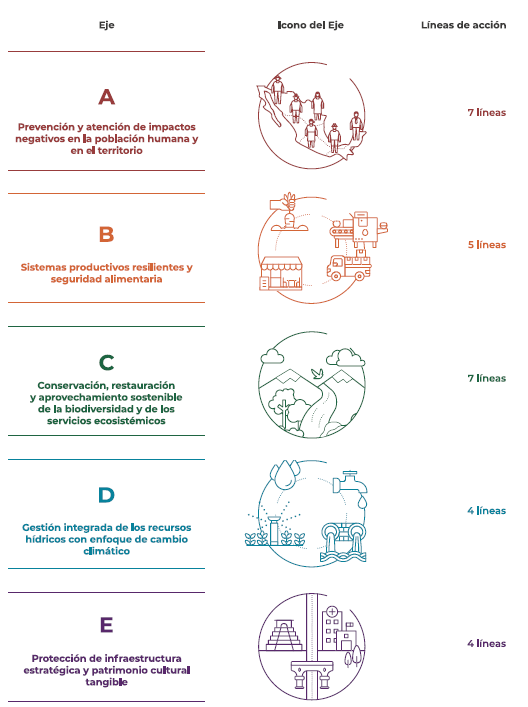 Eje
Icono del Eje
Líneas de acción
A
Prevención y atención de impactos
negativos en la población humana y
en el territorio
7 líneas
B
Sistemas productivos resilientes y
seguridad alimentaria
5 líneas
C
Conservación, restauración
y aprovechamiento sostenible
de la biodiversidad y de los
servicios ecosistémicos
7 líneas
D
Gestión integrada de los recursos
hídricos con enfoque de cambio
climático
4 líneas
E
Protección de infraestructura
estratégica y patrimonio cultural
tangible
4 líneas